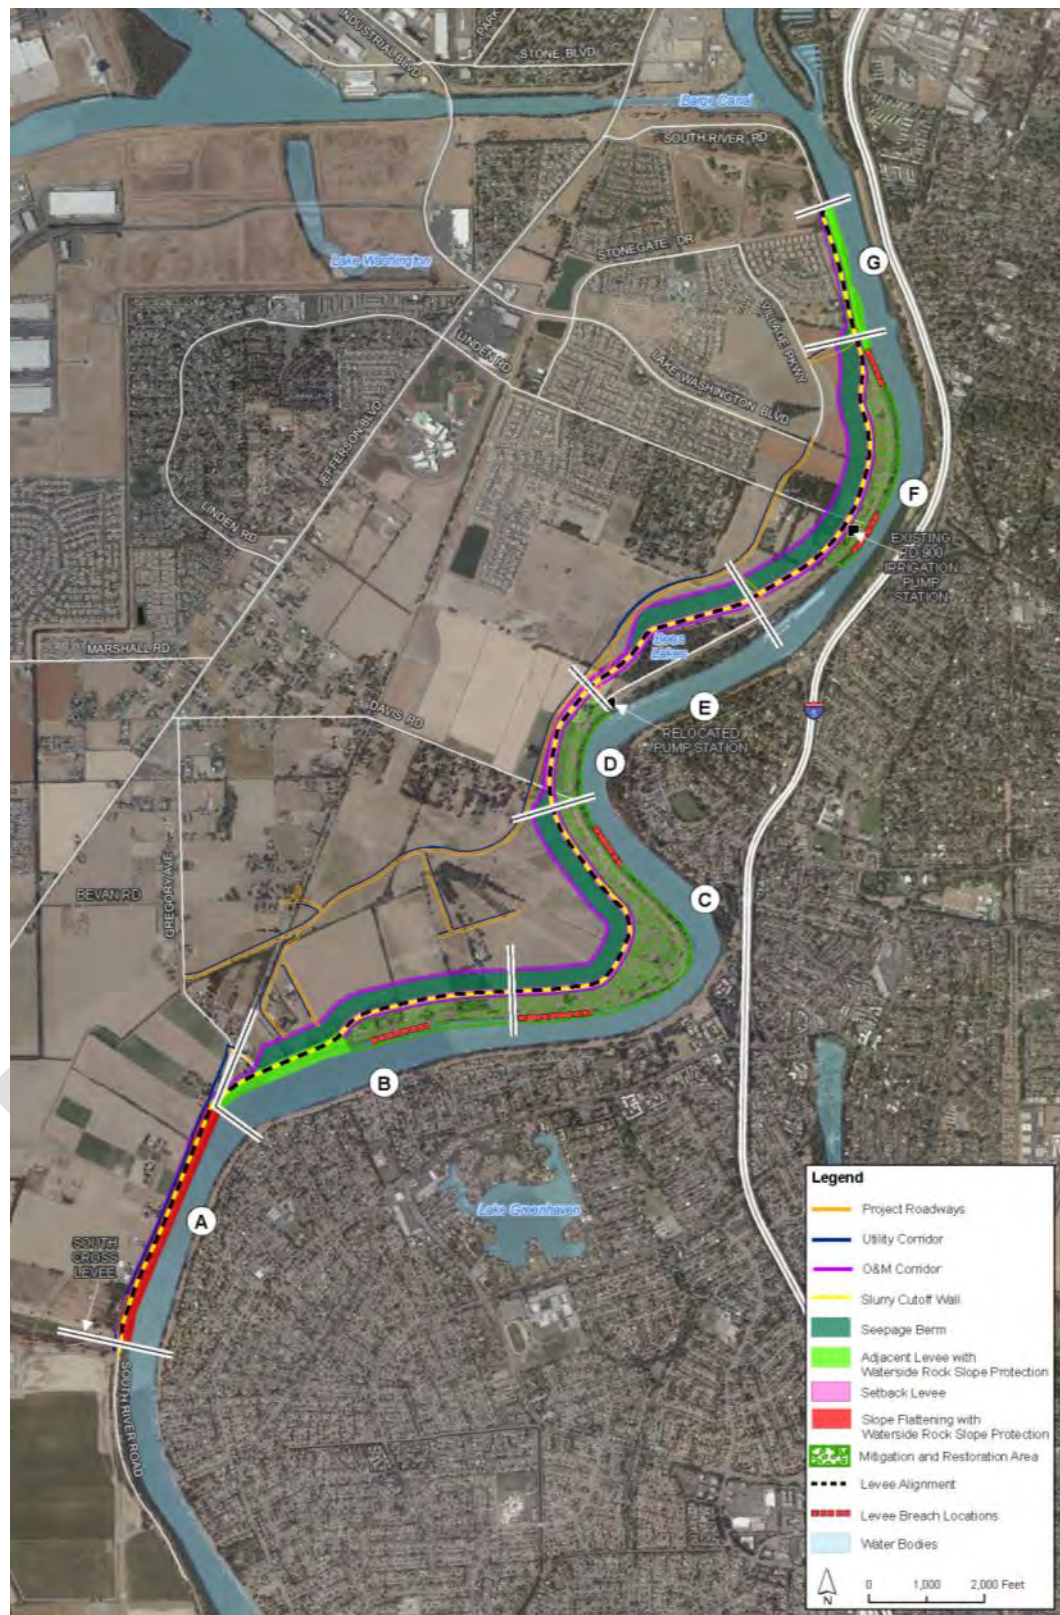 INDUSTRIAL BLVD
PARK
STONE BLVD
Barge Canal
SOUTH RIVER RD
Lake Washington
STONEGATE DR
G
VILLAGE PKWY
LINDEN RD
LAKE WASHINGTON BLVD
JEFFERSON BLVD
LINDEN RD
F
EXISTING
RD 900
IRRIGATION
PUMP
STATION
MARSHALL RD
Bees
Lakes
DAVIS RD
E
RELOCATED
PUMP STATION
5
D
BEVAN RD
GREGORY AVE
C
B
A
SOUTH
CROSS
LEVEE
Lake Greenhaven
SOUTH RIVER ROAD
Legend
Project Roadways
Utility Corridor
O&M Corridor
Slurry Cutoff Wall
Seepage Berm
Adjacent Levee with
Waterside Rock Slope Protection
Setback Levee
Slope Flattening with
Waterside Rock Slope Protection
Mitigation and Restoration Area
Levee Alignment
Levee Breach Locations
Water Bodies
N
0 1,000 2,000 Feet